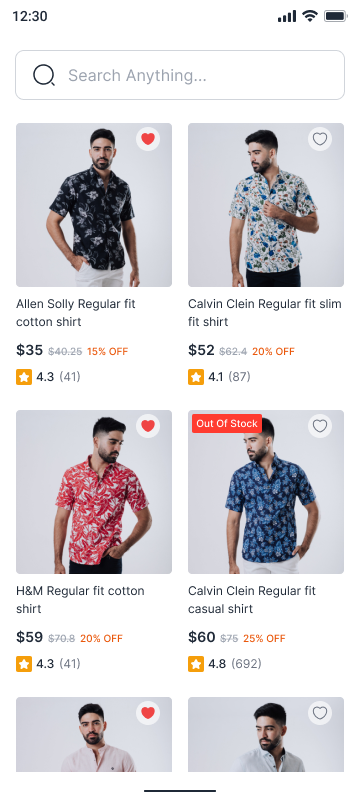 12:30
Search Anything...
Allen Solly Regular fit
cotton shirt
$35 $40.25 15% OFF
4.3 (41)
Calvin Clein Regular fit slim
fit shirt
$52 $62.4 20% OFF
4.1 (87)
H&M Regular fit cotton
shirt
$59 $70.8 20% OFF
4.3 (41)
Out Of Stock
Calvin Clein Regular fit
casual shirt
$60 $75 25% OFF
4.8 (692)